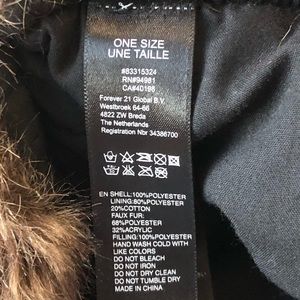 ONE SIZE
UNE TAILLE
#83315324
RN#94981
CA#40196
Forever 21 Global B.V.
Westbroek 64-66
4822 ZW Breda
The Netherlands
Registration Nbr 34386700
EN SHELL:100%POLYESTER
LINING:80%POLYESTER
20%COTTON
FAUX FUR:
68%POLYESTER
32%ACRYLIC
FILLING:100%POLYESTER
HAND WASH COLD WITH
LIKE COLORS
DO NOT BLEACH
DO NOT IRON
DO NOT DRY CLEAN
DO NOT TUMBLE DRY
MADE IN CHINA